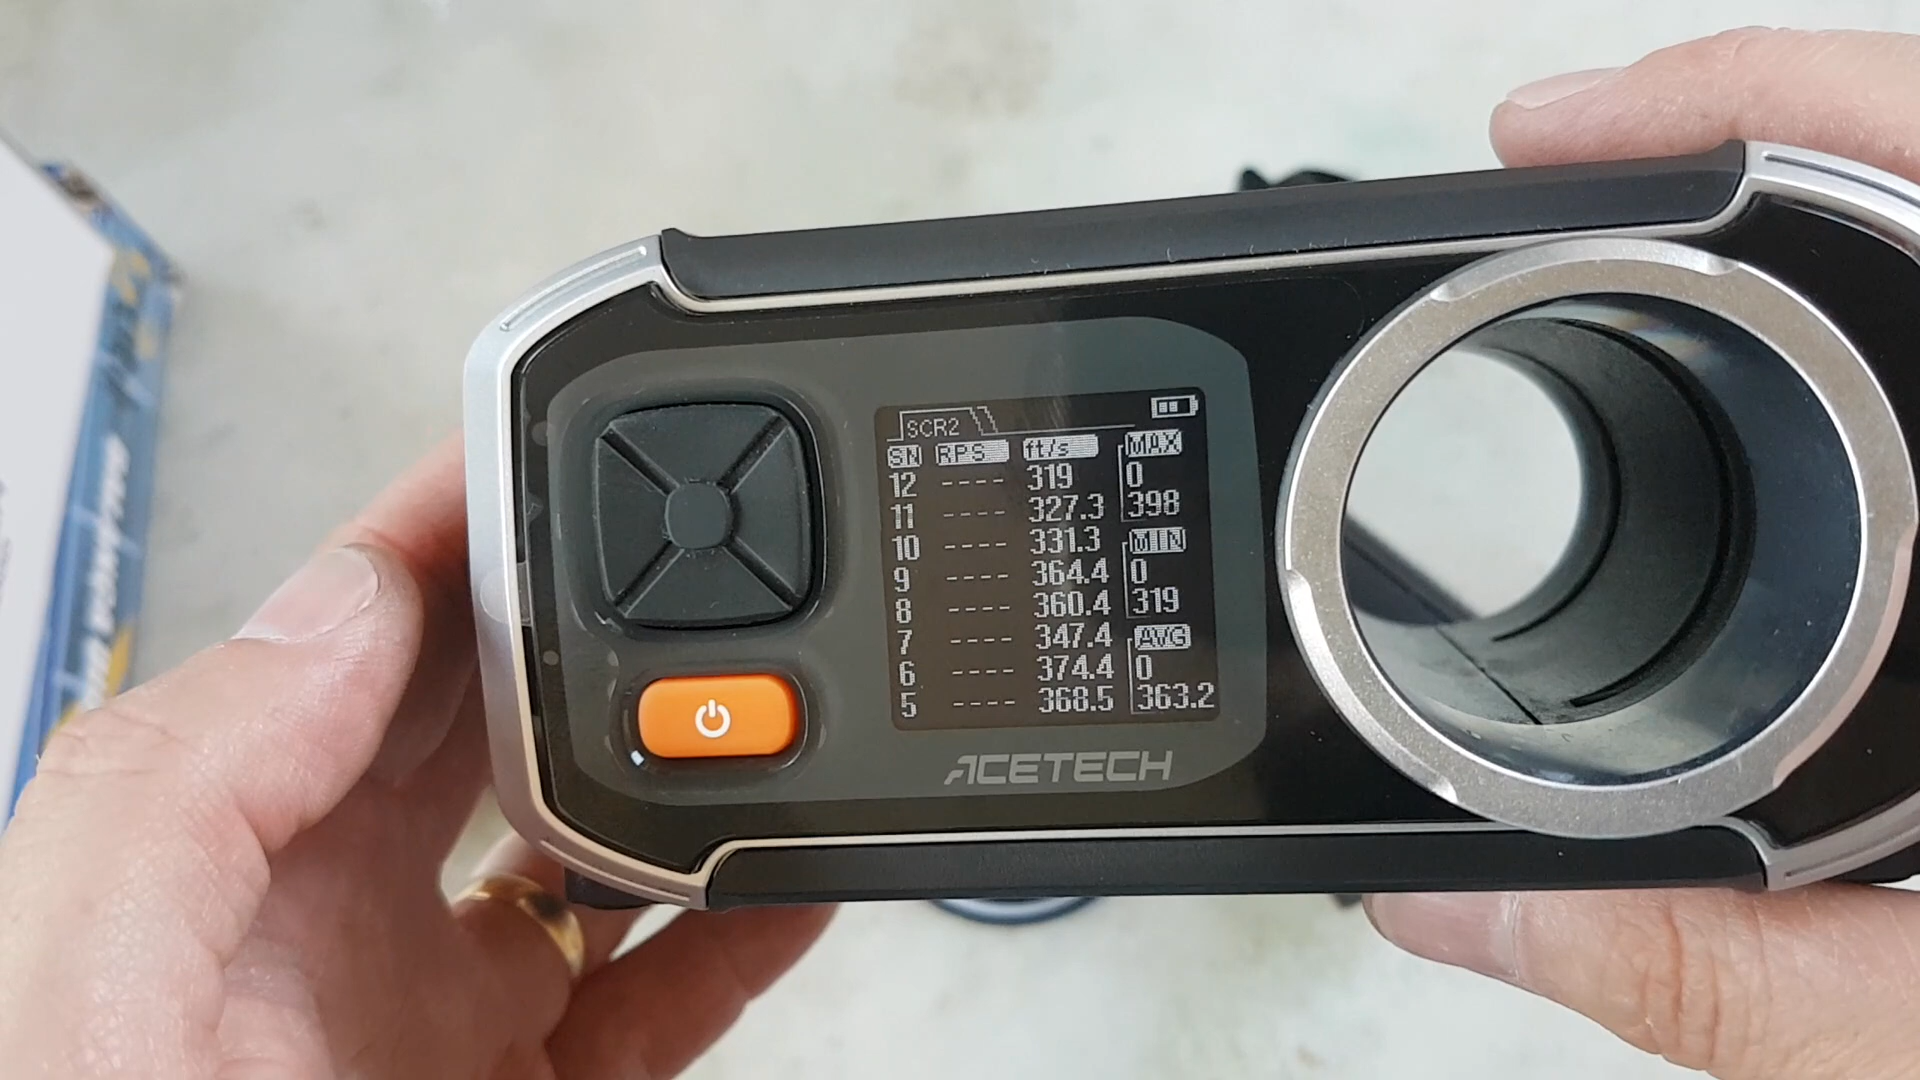 SCR2
SN RPS ft/s MAX
12 ---- 319 0
11 ---- 327.3 398
10 ---- 331.3 MIN
9 ---- 364.4 0
8 ---- 360.4 319
7 ---- 347.4 AVG
6 ---- 374.4 0
5 ---- 368.5 363.2
ACETECH